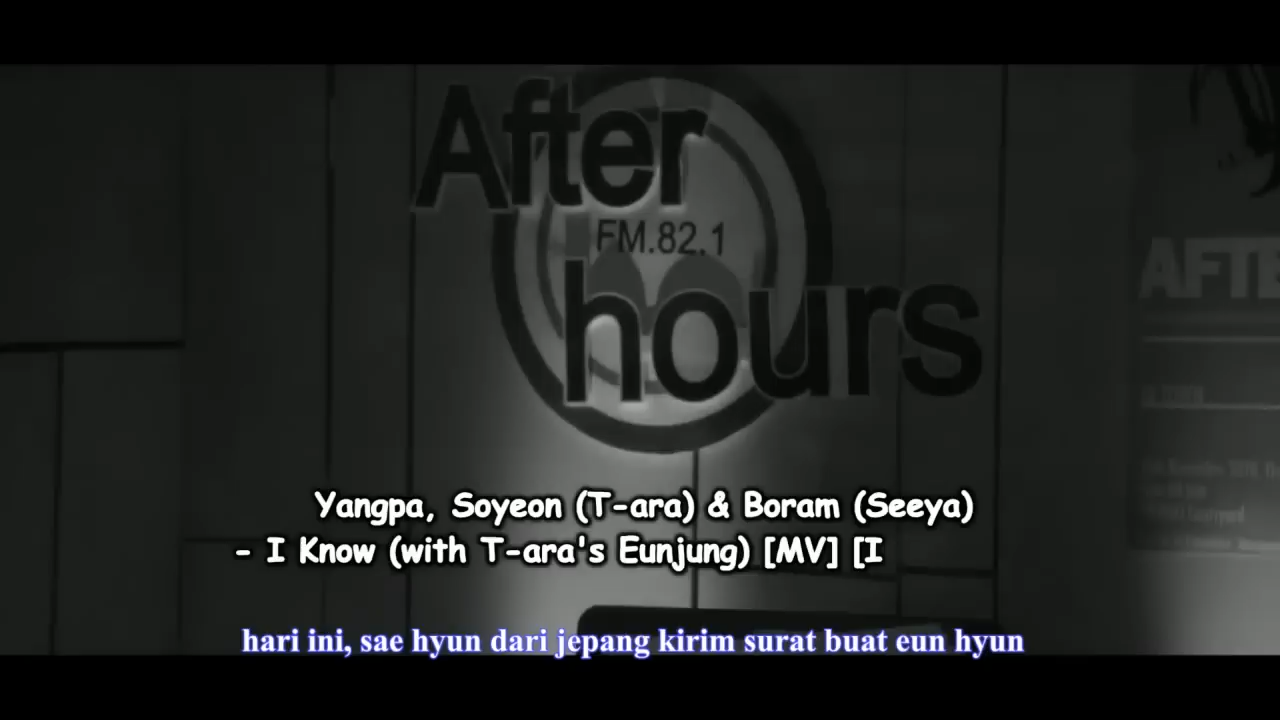 After
FM.82.1
hours
AFTE
Yangpa, Soyeon (T-ara) & Boram (Seeya)
- I Know (with T-ara's Eunjung) [MV] [I
hari ini, sae hyun dari jepang kirim surat buat eun hyun